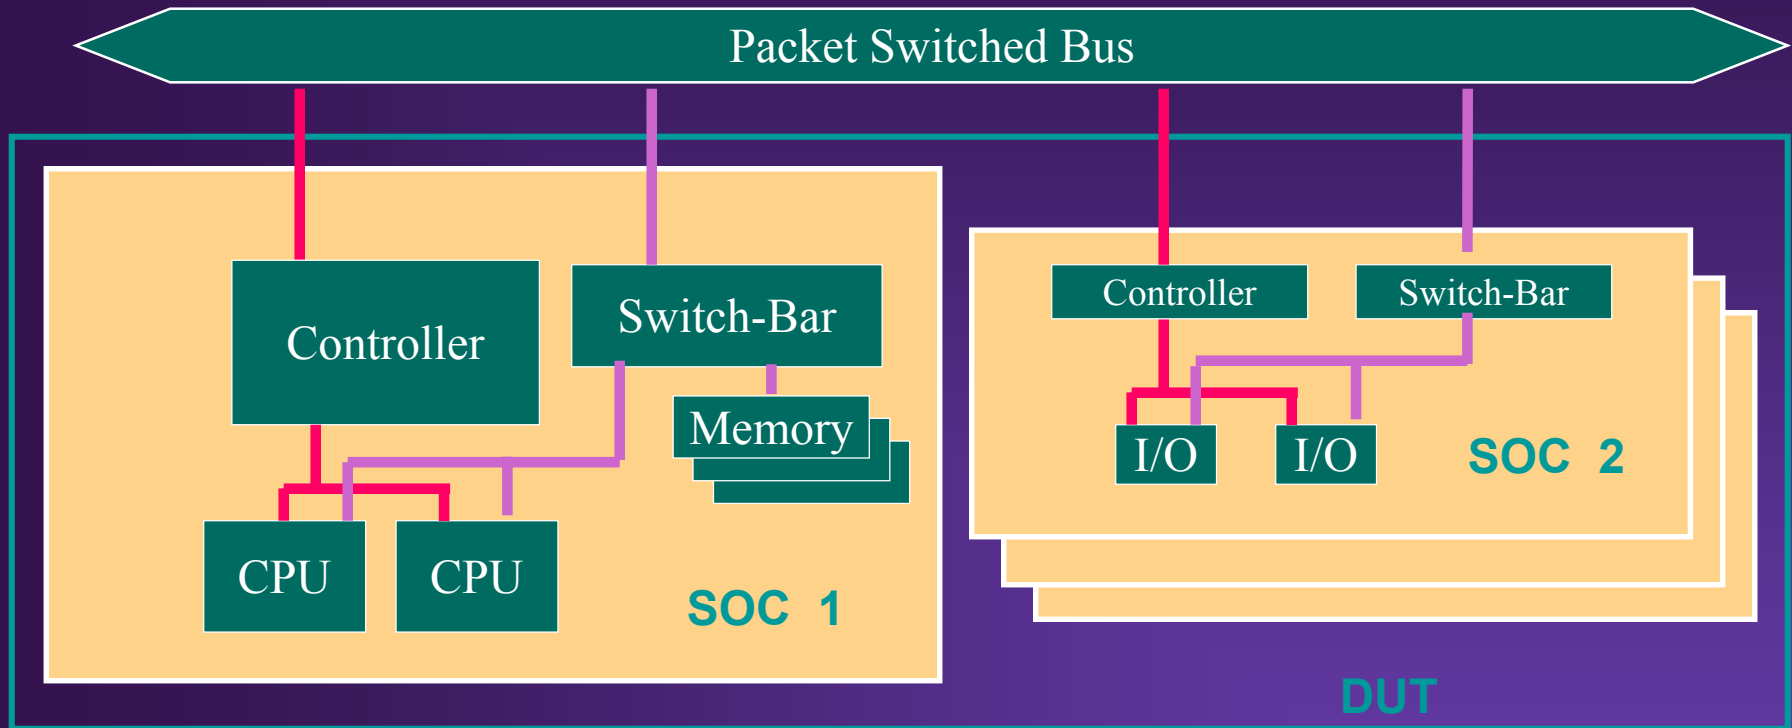 Packet Switched Bus
Controller
Switch-Bar
Memory
CPU
CPU
SOC 1
Controller
Switch-Bar
I/O
I/O
SOC 2
DUT